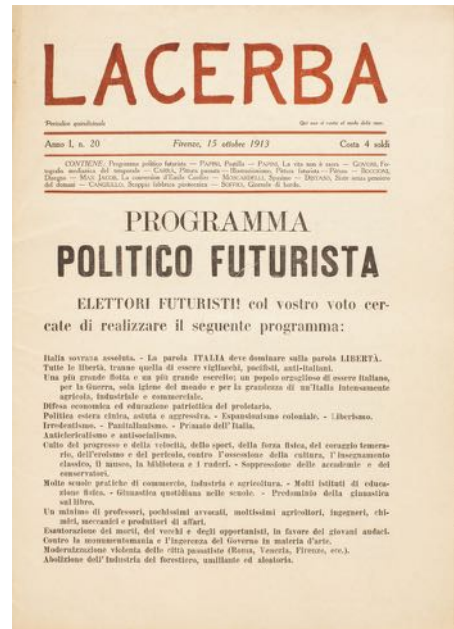 LACERBA
Periodico quindicinale
Qui non si canta al modo delle rane.
Anno I, n. 20 Firenze, 15 ottobre 1913 Costa 4 soldi
CONTIENE: Programma politico futurista — PAPINI, Postilla — PAPINI, La vita non è sacra — GOVONI, Fo-
tografia medianica del temporale — CARRÀ, Pittura passata — Illustrazionismo, Pittura futurista — Pittura — BOCCIONI,
Disegno — MAX JACOB, La — MOSCARDELLI, — Sono senza pensiero
del domani — CANGIULLO, Scoppio fabbrica pirotecnica — SOFFICI, Giornale di bordo.
PROGRAMMA
POLITICO FUTURISTA
ELETTORI FUTURISTI! col vostro voto cer-
cate di realizzare il seguente programma:
Italia sovrana assoluta. - La parola ITALIA deve dominare sulla parola LIBERTÀ.
Tutte le libertà, tranne quella di essere vigliacchi, pacifisti, anti-italiani.
Una più grande flotta e un più grande esercito; un popolo orgoglioso di essere italiano,
per la Guerra, sola igiene del mondo e per la grandezza di un'Italia intensamente
agricola, industriale e commerciale.
Difesa economica ed educazione patriottica del proletario.
Politica estera cinica, astuta e aggressiva. - Espansionismo coloniale. - Liberismo.
Irredentismo. - Panitalianismo. - Primato dell'Italia.
Anticlericalismo e antisocialismo.
Culto del progresso e della velocità, dello sport, della forza fisica, del coraggio temera-
rio, dell'eroismo e del pericolo, contro l'ossessione della cultura, l'insegnamento
classico, il museo, la biblioteca e i ruderi. - Soppressione delle accademie e dei
conservatori.
Molte scuole pratiche di commercio, industria e agricoltura. - Molti istituti di educa-
zione fisica. - Ginnastica quotidiana nelle scuole. - Predominio della ginnastica
sul libro.
Un minimo di professori, pochissimi avvocati, moltissimi agricoltori, ingegneri, chi-
mici, meccanici e produttori di affari.
Esautorazione dei morti, dei vecchi e degli opportunisti, in favore dei giovani audaci.
Contro la monumentomania e l'ingerenza del Governo in materia d'arte.
Modernizzazione violenta delle città passatiste (Roma, Venezia, Firenze, ecc.).
Abolizione dell'Industria del forestiero, umiliante ed aleatoria.